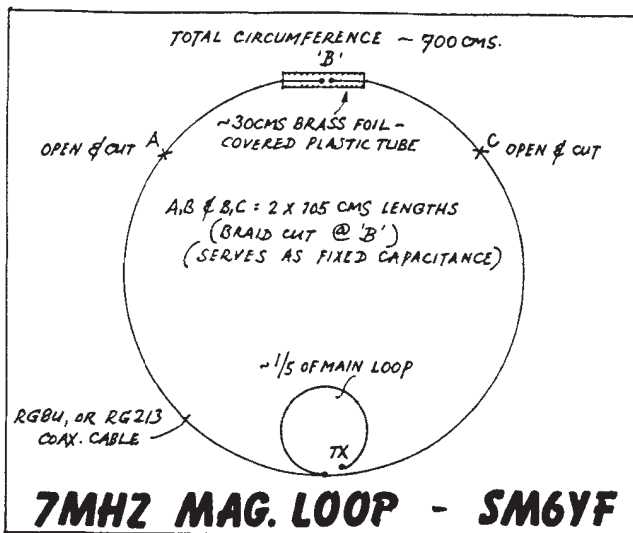 TOTAL CIRCUMFERENCE ~ 700 CMS.
'B'
~30CMS BRASS FOIL-
COVERED PLASTIC TUBE
OPEN & CUT A
C OPEN & CUT
A,B & B,C = 2 X 105 CMS LENGTHS
(BRAID CUT @ 'B')
(SERVES AS FIXED CAPACITANCE)
~1/5 OF MAIN LOOP
RG8U, OR RG213
COAX. CABLE
TX
7MHZ MAG. LOOP - SM6YF